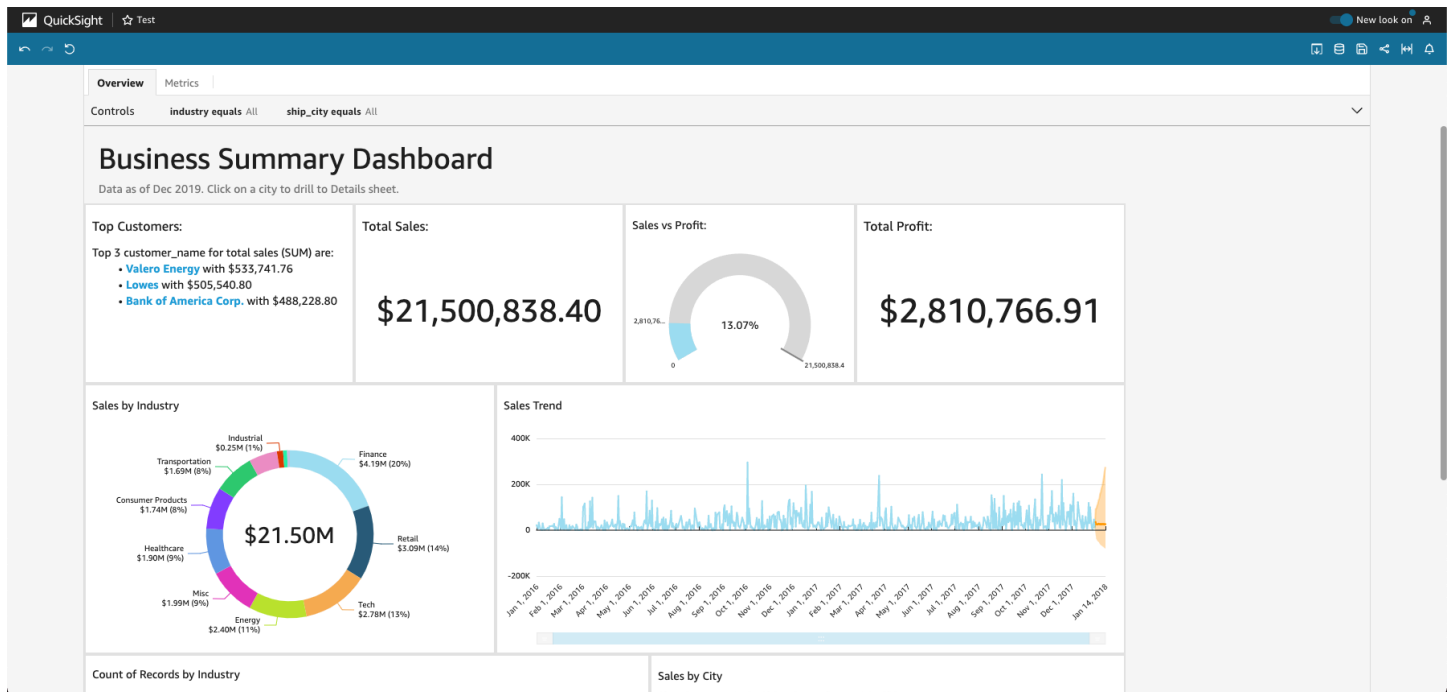 QuickSight
Test
New look on
Overview
Metrics
Controls
industry equals All
ship_city equals All
Business Summary Dashboard
Data as of Dec 2019. Click on a city to drill to Details sheet.
Top Customers:
Top 3 customer_name for total sales (SUM) are:
• Valero Energy with $533,741.76
• Lowes with $505,540.80
• Bank of America Corp. with $488,228.80
Total Sales:
$21,500,838.40
Sales vs Profit:
2,810,76...
13.07%
0
21,500,838.4
Total Profit:
$2,810,766.91
Sales by Industry
Industrial
$0.25M (1%)
Finance
$4.19M (20%)
Transportation
$1.69M (8%)
Consumer Products
$1.74M (8%)
$21.50M
Retail
$3.09M (14%)
Healthcare
$1.90M (9%)
Misc
$1.99M (9%)
Tech
$2.78M (13%)
Energy
$2.40M (11%)
Sales Trend
400K
200K
0
-200K
Jan 1, 2016
Feb 1, 2016
Mar 1, 2016
Apr 1, 2016
May 1, 2016
Jun 1, 2016
Jul 1, 2016
Aug 1, 2016
Sep 1, 2016
Oct 1, 2016
Nov 1, 2016
Dec 1, 2016
Jan 1, 2017
Feb 1, 2017
Mar 1, 2017
Apr 1, 2017
May 1, 2017
Jun 1, 2017
Jul 1, 2017
Aug 1, 2017
Sep 1, 2017
Oct 1, 2017
Nov 1, 2017
Dec 1, 2017
Jan 14, 2018
Count of Records by Industry
Sales by City